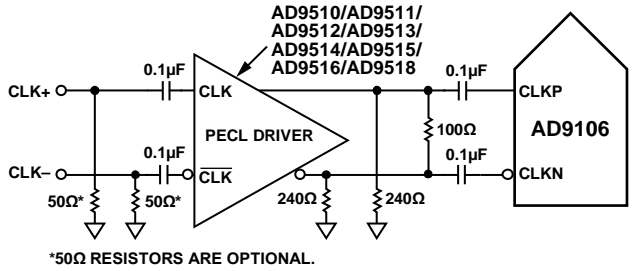 AD9510/AD9511/
AD9512/AD9513/
AD9514/AD9515/
AD9516/AD9518
0.1µF
0.1µF
CLK+
CLK
CLKP
PECL DRIVER
100Ω
AD9106
0.1µF
0.1µF
CLK–
CLK
CLKN
50Ω*
50Ω*
240Ω
240Ω
*50Ω RESISTORS ARE OPTIONAL.